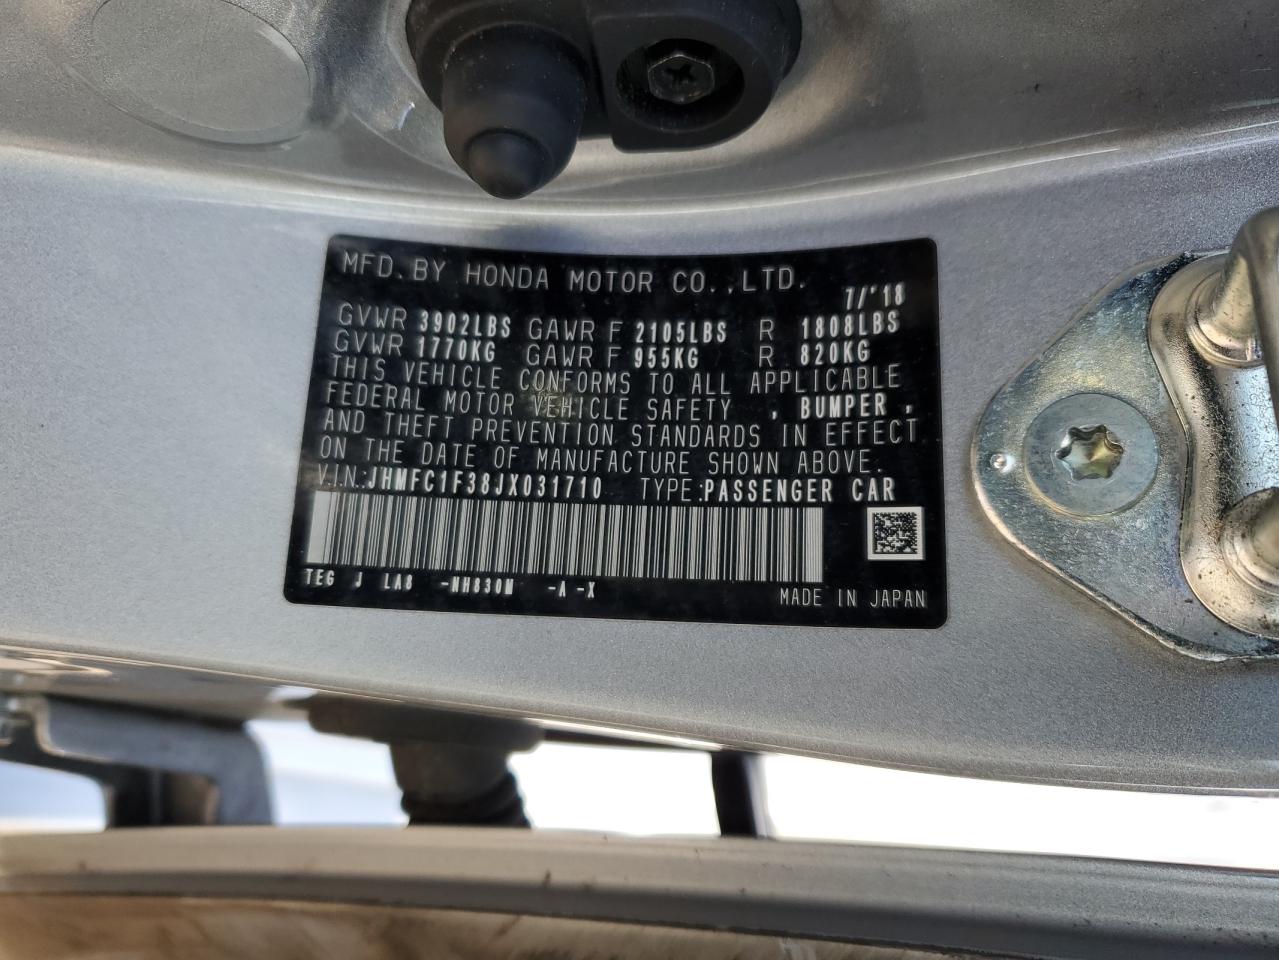 MFD. BY HONDA MOTOR CO., LTD.
7/'18
GVWR 3902LBS GAWR F 2105LBS R 1808LBS
GVWR 1770KG GAWR F 955KG R 820KG
THIS VEHICLE CONFORMS TO ALL APPLICABLE
FEDERAL MOTOR VEHICLE SAFETY , BUMPER ,
AND THEFT PREVENTION STANDARDS IN EFFECT
ON THE DATE OF MANUFACTURE SHOWN ABOVE.
V.I.N:JHMFC1F38JX031710 TYPE:PASSENGER CAR
TEG J LA8 -NH830M -A -X
MADE IN JAPAN